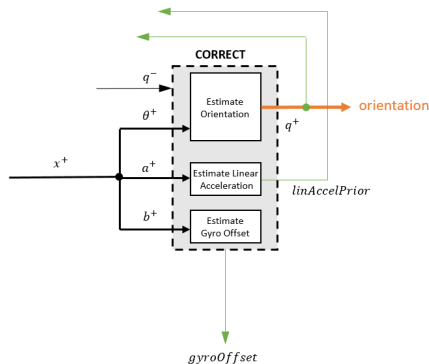 CORRECT
q⁻
Estimate
Orientation
orientation
θ⁺
q⁺
x⁺
a⁺
Estimate Linear
Acceleration
linAccelPrior
b⁺
Estimate
Gyro Offset
gyroOffset